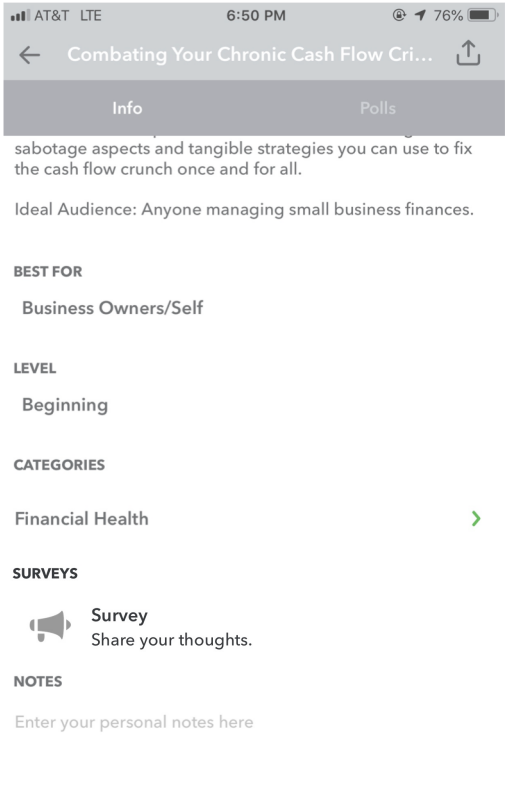 AT&T LTE 6:50 PM 76%
Combating Your Chronic Cash Flow Cri...
Info Polls
sabotage aspects and tangible strategies you can use to fix
the cash flow crunch once and for all.
Ideal Audience: Anyone managing small business finances.
BEST FOR
Business Owners/Self
LEVEL
Beginning
CATEGORIES
Financial Health
SURVEYS
Survey
Share your thoughts.
NOTES
Enter your personal notes here